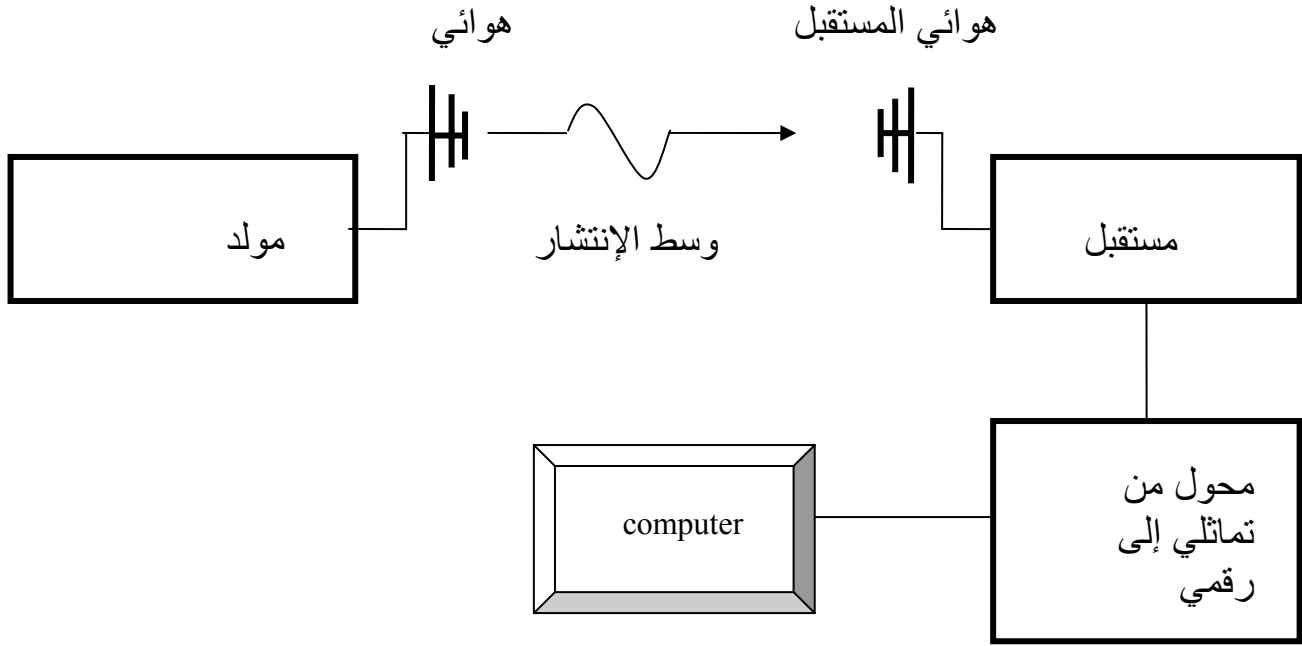 هوائي المستقبل
هوائي
مولد
وسط الإنتشار
مستقبل
محول من
تماثلي إلى
رقمي
computer